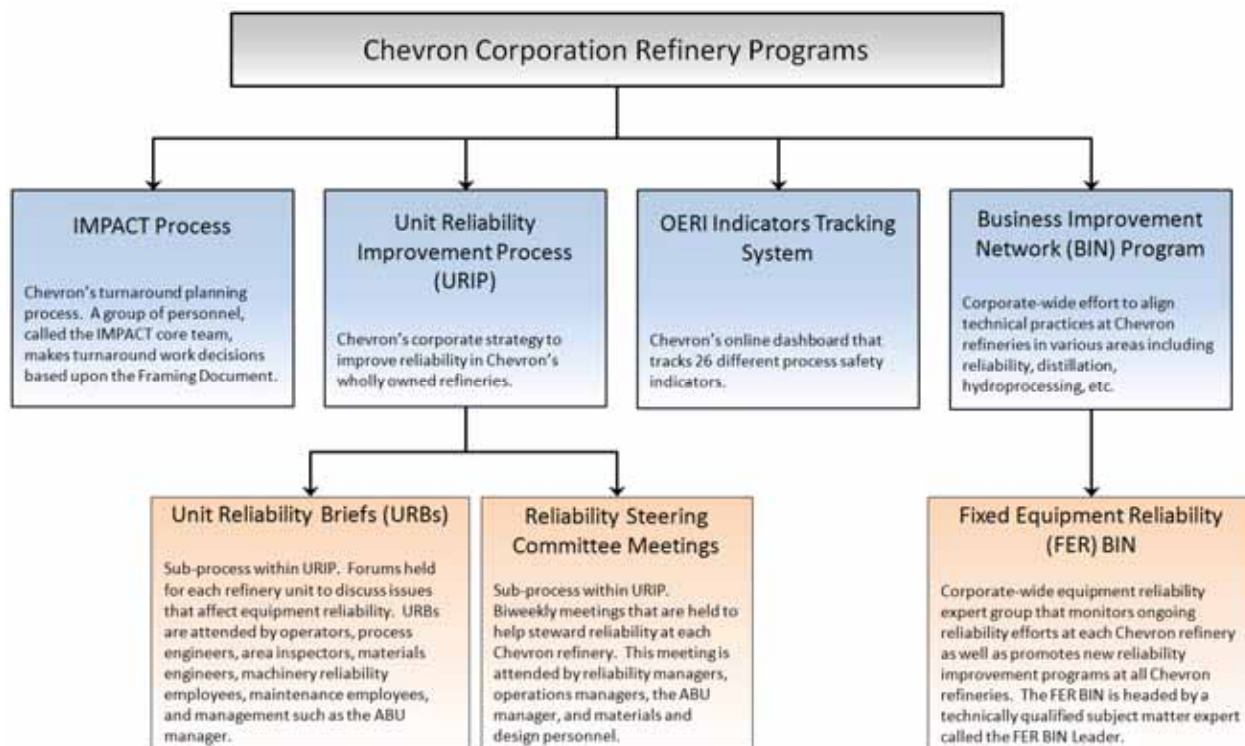 Chevron Corporation Refinery Programs
IMPACT Process
Chevron's turnaround planning
process. A group of personnel,
called the IMPACT core team,
makes turnaround work decisions
based upon the Framing Document.
Unit Reliability
Improvement Process
(URIP)
Chevron's corporate strategy to
improve reliability in Chevron's
wholly owned refineries.
OERI Indicators Tracking
System
Chevron's online dashboard that
tracks 26 different process safety
indicators.
Business Improvement
Network (BIN) Program
Corporate-wide effort to align
technical practices at Chevron
refineries in various areas including
reliability, distillation,
hydroprocessing, etc.
Unit Reliability Briefs (URBs)
Sub-process within URIP. Forums held
for each refinery unit to discuss issues
that affect equipment reliability. URBs
are attended by operators, process
engineers, area inspectors, materials
engineers, machinery reliability
employees, maintenance employees,
and management such as the ABU
manager.
Reliability Steering
Committee Meetings
Sub-process within URIP.
Biweekly meetings that are held to
help steward reliability at each
Chevron refinery. This meeting is
attended by reliability managers,
operations managers, the ABU
manager, and materials and
design personnel.
Fixed Equipment Reliability
(FER) BIN
Corporate-wide equipment reliability
expert group that monitors ongoing
reliability efforts at each Chevron refinery
as well as promotes new reliability
improvement programs at all Chevron
refineries. The FER BIN is headed by a
technically qualified subject matter expert
called the FER BIN Leader.